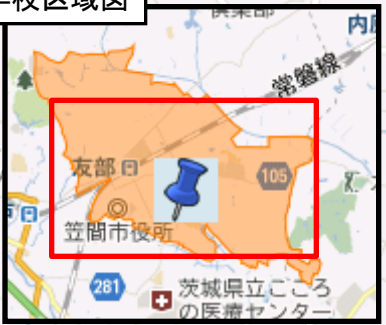 校区域図
倶楽部
内原
常磐線
友部
105
笠間市役所
281
茨城県立こころ
の医療センター